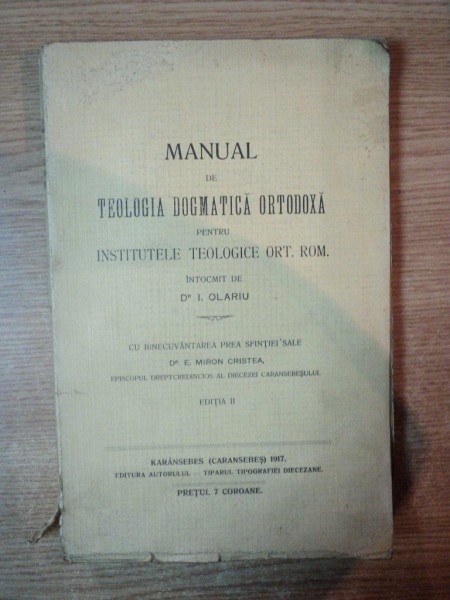 MANUAL
DE
TEOLOGIA DOGMATICĂ ORTODOXĂ
PENTRU
INSTITUTELE TEOLOGICE ORT. ROM.
ÎNTOCMIT DE
DR I. OLARIU
CU BINECUVÂNTAREA PREA SFINȚIEI SALE
DR. E. MIRON CRISTEA,
EPISCOPUL DREPTCREDINCIOS AL DIECEZEI CARANSEBEȘULUI.
EDIȚIA II
KARÁNSEBES (CARANSEBEȘ) 1917.
EDITURA AUTORULUI. — TIPARUL TIPOGRAFIEI DIECEZANE.
PREȚUL 7 COROANE.